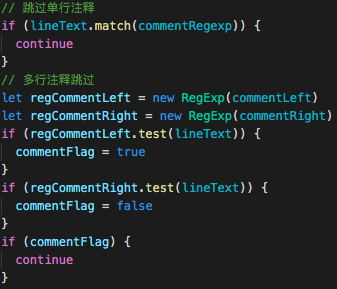 // 跳过单行注释
if (lineText.match(commentRegexp)) {
  continue
}
// 多行注释跳过
let regCommentLeft = new RegExp(commentLeft)
let regCommentRight = new RegExp(commentRight)
if (regCommentLeft.test(lineText)) {
  commentFlag = true
}
if (regCommentRight.test(lineText)) {
  commentFlag = false
}
if (commentFlag) {
  continue
}